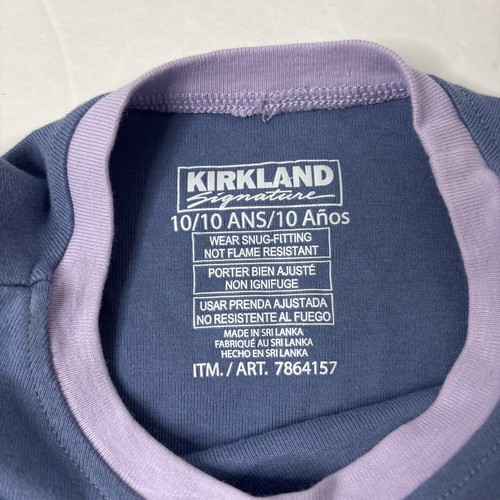 KIRKLAND
Signature
10/10 ANS/10 Años
WEAR SNUG-FITTING
NOT FLAME RESISTANT
PORTER BIEN AJUSTÉ
NON IGNIFUGE
USAR PRENDA AJUSTADA
NO RESISTENTE AL FUEGO
MADE IN SRI LANKA
FABRIQUÉ AU SRI LANKA
HECHO EN SRI LANKA
ITM./ ART. 7864157